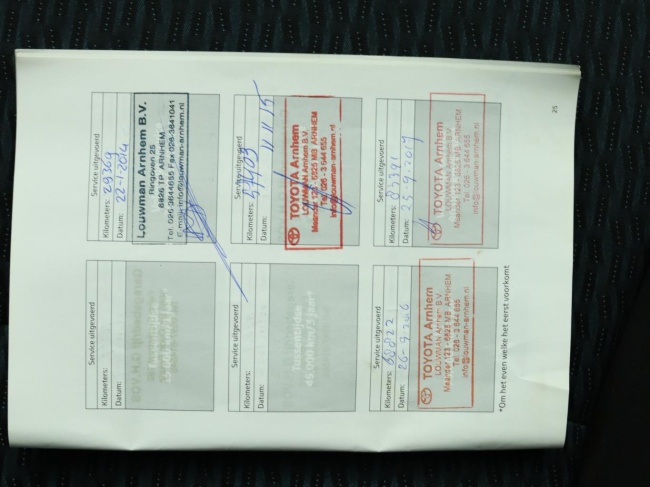 Service uitgevoerd
Kilometers: 29369
Datum: 22-1-2014
Louwman Arnhem B.V.
Ringoven 25
6826 TP ARNHEM
Tel. 026-3644655 Fax 026-3841041
E-mail: info@louwman-arnhem.nl
Service uitgevoerd
Kilometers:
Datum: 11 11 15
TOYOTA Arnhem
LOUWMAN Arnhem B.V.
Meander 123 - 6825 MB ARNHEM
Tel: 026 - 3 644 655
info@louwman-arnhem.nl
Service uitgevoerd
Kilometers:
Datum: 25-9-2017
TOYOTA Arnhem
LOUWMAN Arnhem B.V.
Meander 123 - 6825 MB ARNHEM
Tel: 026 - 3 644 655
info@louwman-arnhem.nl
25
Service uitgevoerd
Kilometers:
Datum:
Service uitgevoerd
Kilometers:
Datum:
Tussentijds
45.000 km/3 jaar*
Service uitgevoerd
Kilometers: 60822
Datum: 26-9-2016
TOYOTA Arnhem
LOUWMAN Arnhem B.V.
Meander 123 - 6825 MB ARNHEM
Tel: 026 - 3 644 655
info@louwman-arnhem.nl
*Om het even welke het eerst voorkomt